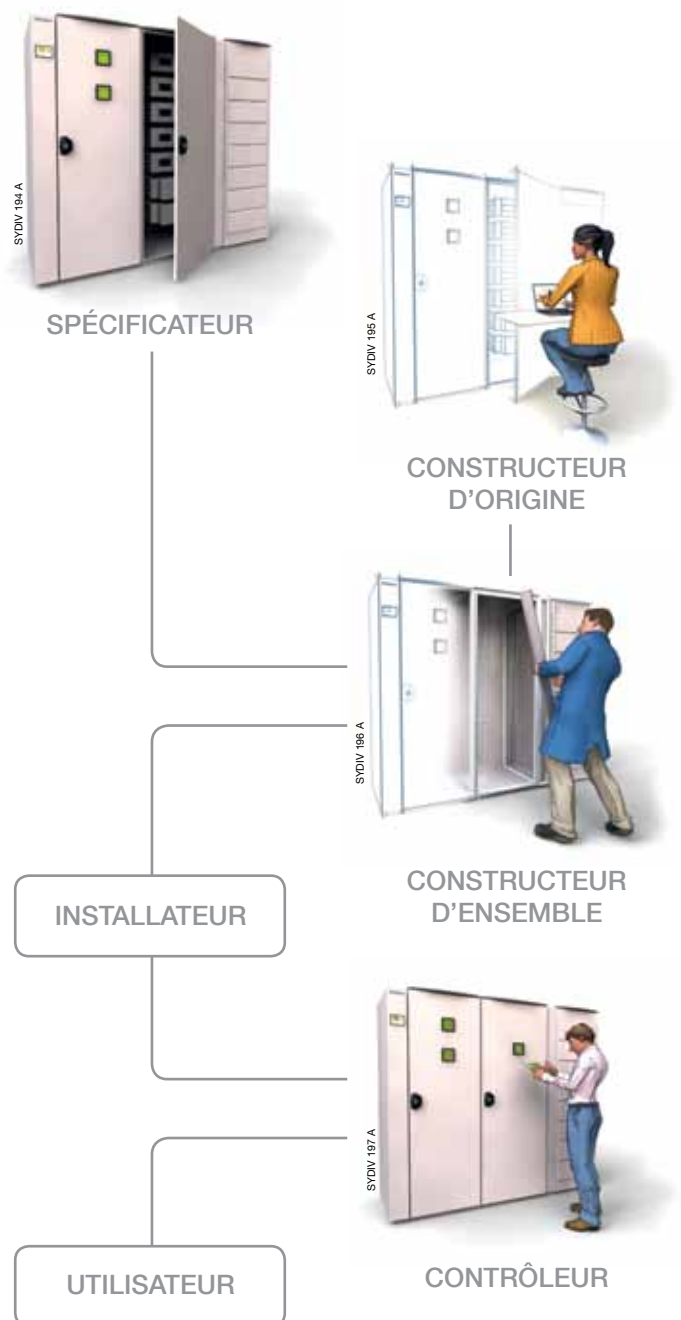 SYDIV 194 A
SPÉCIFICATEUR
SYDIV 195 A
CONSTRUCTEUR
D’ORIGINE
SYDIV 196 A
CONSTRUCTEUR
D’ENSEMBLE
INSTALLATEUR
SYDIV 197 A
CONTRÔLEUR
UTILISATEUR